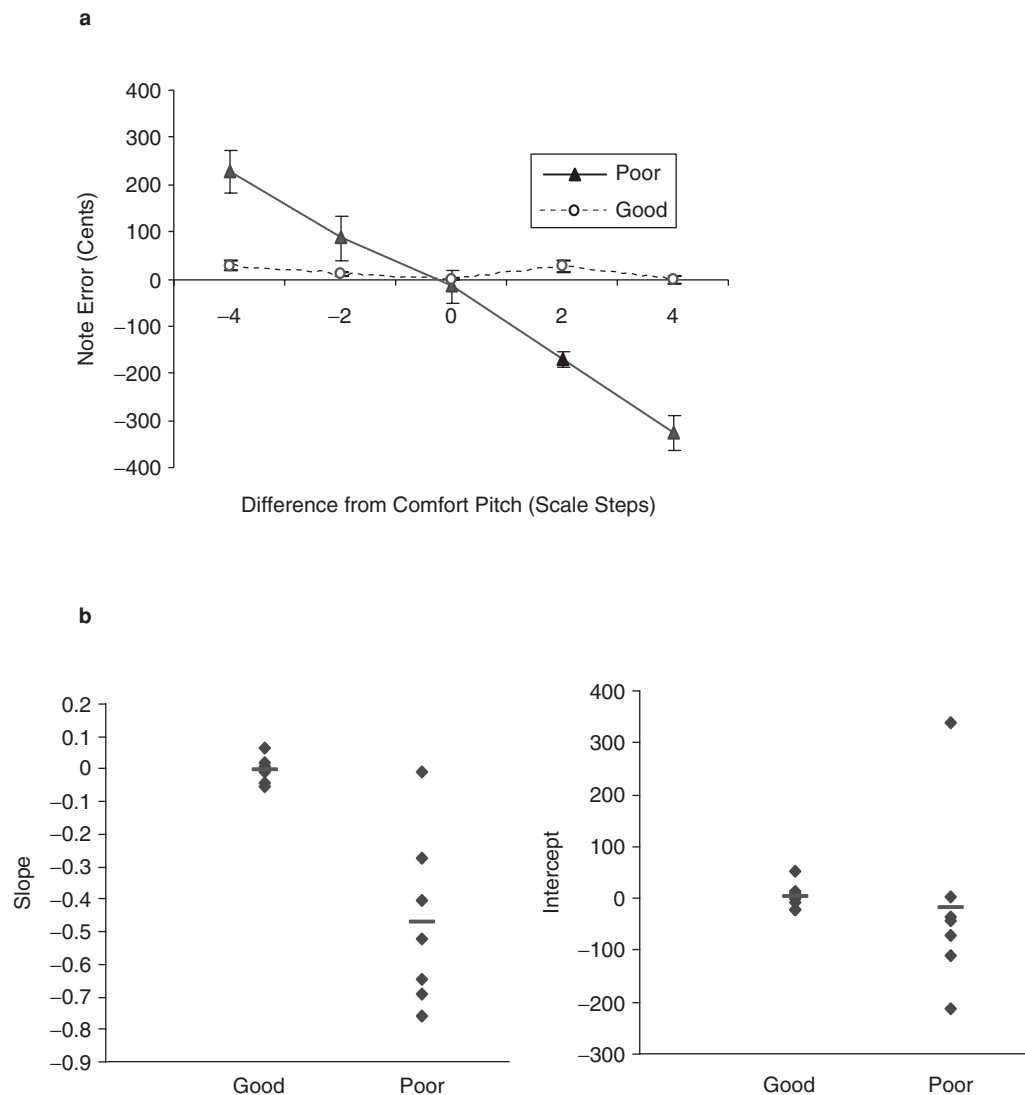 a
400
300
200
100
0
−100
−200
−300
−400
Note Error (Cents)
−4
−2
0
2
4
Poor
Good
Difference from Comfort Pitch (Scale Steps)
b
0.2
0.1
0
−0.1
−0.2
−0.3
−0.4
−0.5
−0.6
−0.7
−0.8
−0.9
Slope
Good
Poor
400
300
200
100
0
−100
−200
−300
Intercept
Good
Poor